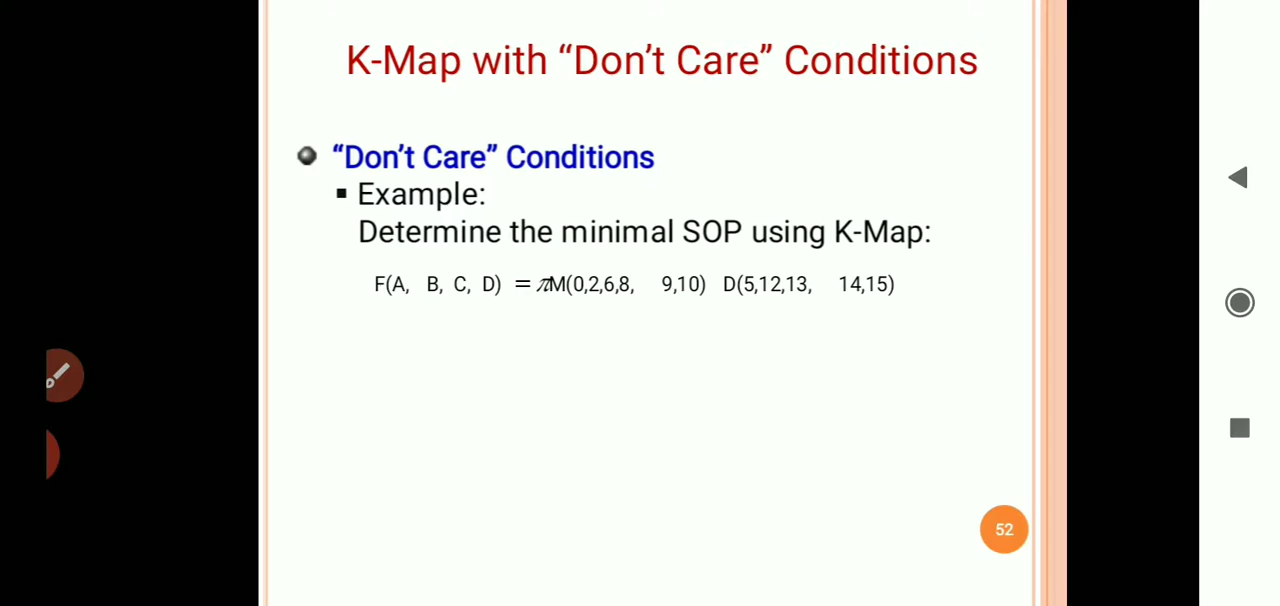 K-Map with “Don’t Care” Conditions
“Don’t Care” Conditions
▪ Example:
Determine the minimal SOP using K-Map:
F(A, B, C, D) = πM(0,2,6,8, 9,10) D(5,12,13, 14,15)
52